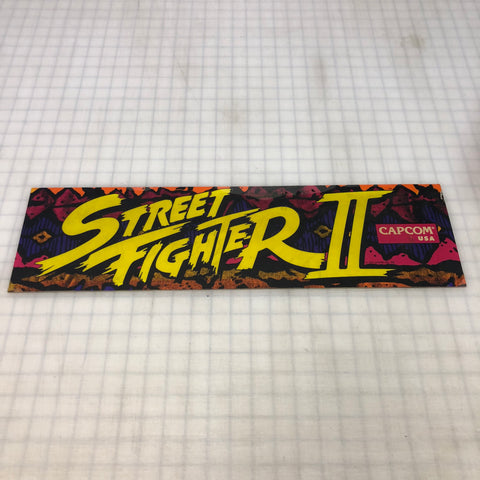 STREET
FIGHTER II
CAPCOM
USA